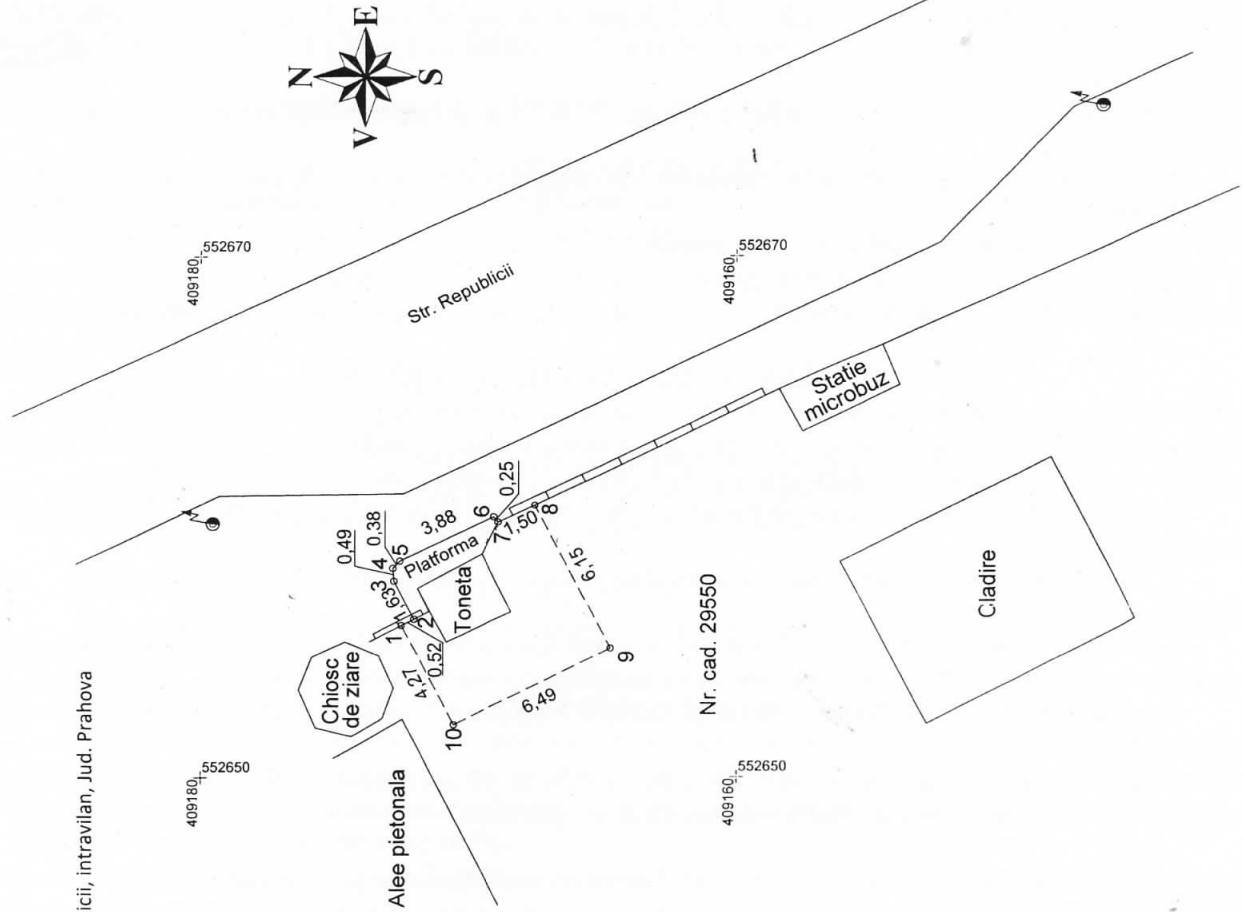 N
V
E
S
409180
552670
409160
552670
Str. Republicii
Statie
microbuz
0,49
0,38
3,88
0,25
1,50
1,63
0,52
4,27
6,49
6,15
1
2
3
4
5
6
7
8
9
10
Platforma
Toneta
Chiosc
de ziare
Nr. cad. 29550
Cladire
icii, intravilan, Jud. Prahova
Alee pietonala
409180
552650
409160
552650